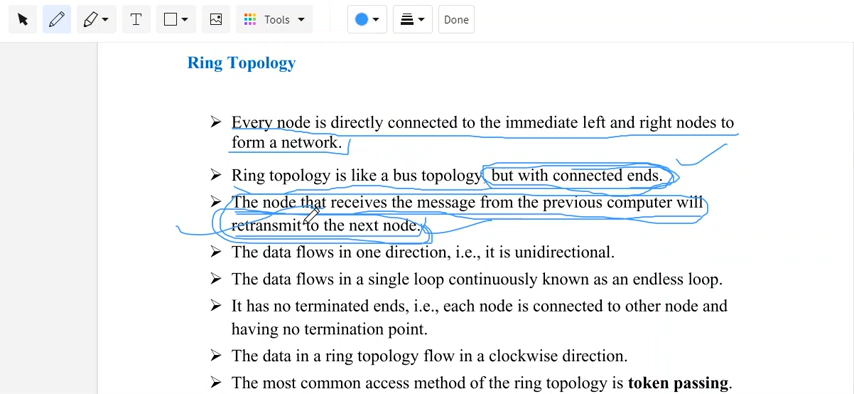 T
Tools
Done
Ring Topology
➢ Every node is directly connected to the immediate left and right nodes to
form a network.
➢ Ring topology is like a bus topology but with connected ends.
➢ The node that receives the message from the previous computer will
retransmit to the next node.
➢ The data flows in one direction, i.e., it is unidirectional.
➢ The data flows in a single loop continuously known as an endless loop.
➢ It has no terminated ends, i.e., each node is connected to other node and
having no termination point.
➢ The data in a ring topology flow in a clockwise direction.
➢ The most common access method of the ring topology is token passing.